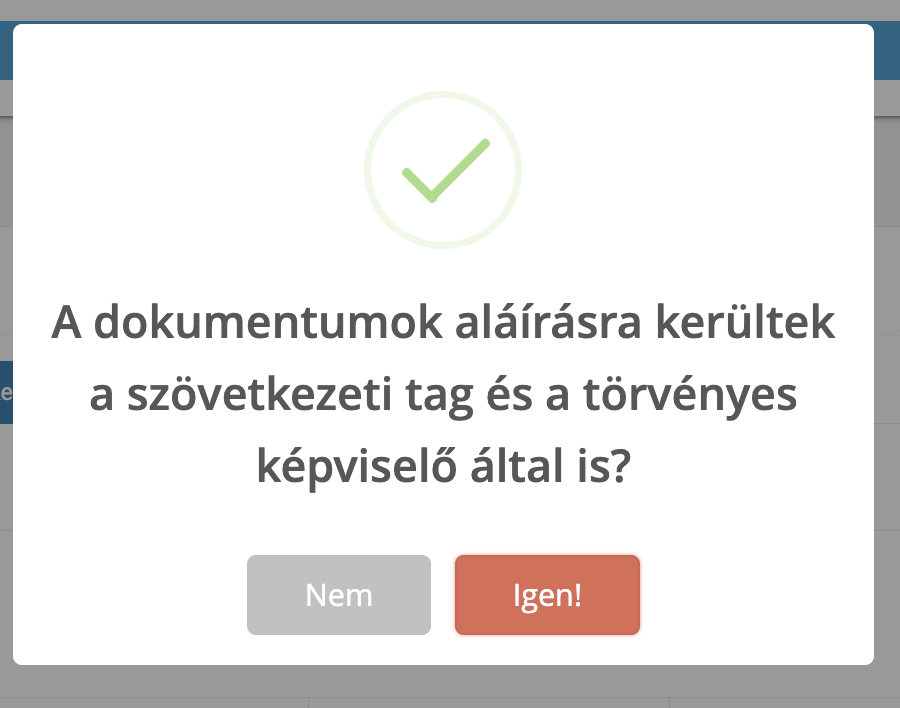 A dokumentumok aláírásra kerültek
a szövetkezeti tag és a törvényes
képviselő által is?
Nem
Igen!